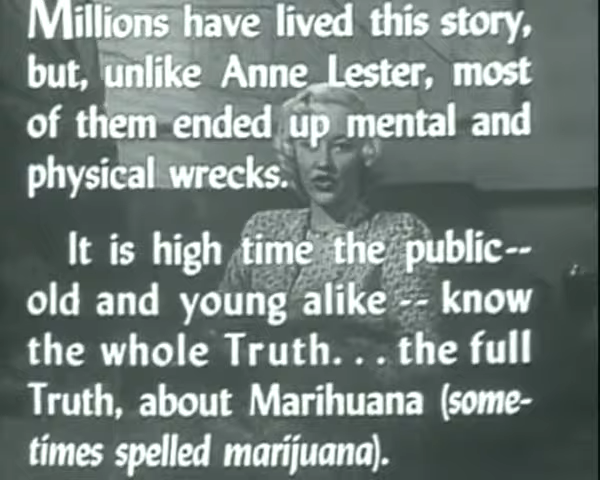 Millions have lived this story,
but, unlike Anne Lester, most
of them ended up mental and
physical wrecks.
It is high time the public--
old and young alike -- know
the whole Truth. . . the full
Truth, about Marihuana (some-
times spelled marijuana).